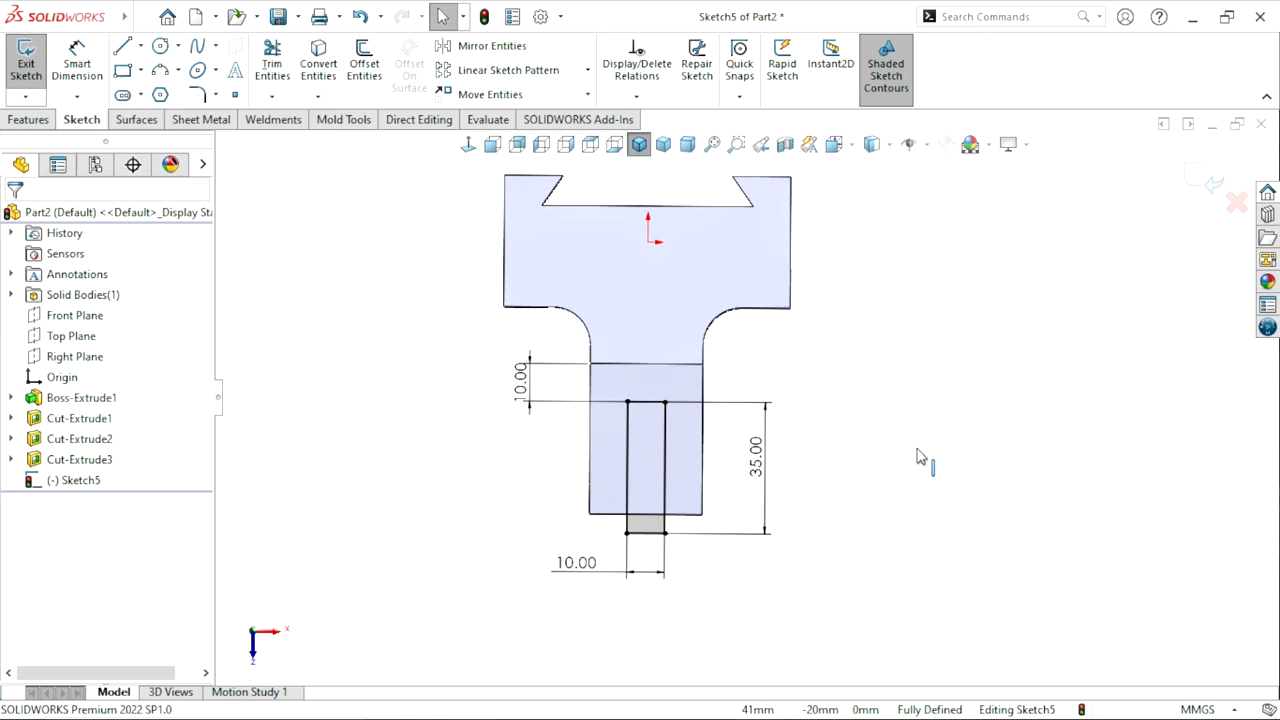 SOLIDWORKS
Sketch5 of Part2 *
Search Commands
Exit Sketch
Smart Dimension
Trim Entities
Convert Entities
Offset Entities
Offset On Surface
Mirror Entities
Linear Sketch Pattern
Move Entities
Display/Delete Relations
Repair Sketch
Quick Snaps
Rapid Sketch
Instant2D
Shaded Sketch Contours
Features
Sketch
Surfaces
Sheet Metal
Weldments
Mold Tools
Direct Editing
Evaluate
SOLIDWORKS Add-Ins
Part2 (Default) <<Default>_Display Sta
History
Sensors
Annotations
Solid Bodies(1)
Front Plane
Top Plane
Right Plane
Origin
Boss-Extrude1
Cut-Extrude1
Cut-Extrude2
Cut-Extrude3
(-) Sketch5
10.00
35.00
10.00
x
z
Model
3D Views
Motion Study 1
SOLIDWORKS Premium 2022 SP1.0
41mm
-20mm
0mm
Fully Defined
Editing Sketch5
MMGS